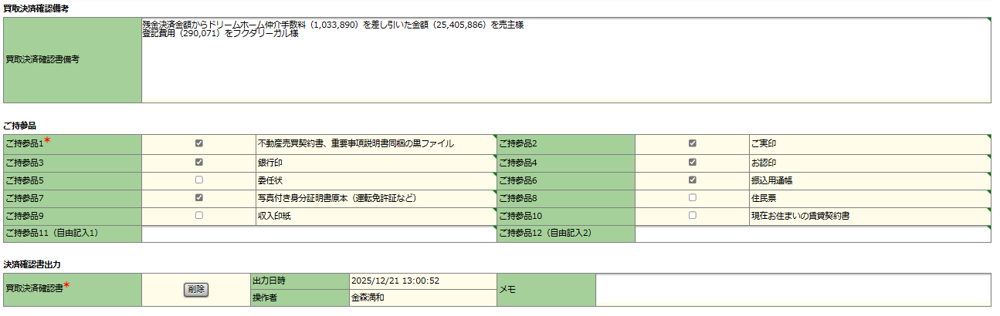 買取決済確認備考
買取決済確認書備考
残金決済金額からドリームホーム仲介手数料（1,033,890）を差し引いた金額（25,405,886）を売主様
登記費用（290,071）をフクダリーガル様
ご持参品
ご持参品1* 不動産売買契約書、重要事項説明書同梱の黒ファイル ご持参品2 ご実印
ご持参品3 銀行印 ご持参品4 お認印
ご持参品5 委任状 ご持参品6 振込用通帳
ご持参品7 写真付き身分証明書原本（運転免許証など） ご持参品8 住民票
ご持参品9 収入印紙 ご持参品10 現在お住まいの賃貸契約書
ご持参品11（自由記入1） ご持参品12（自由記入2）
決済確認書出力
買取決済確認書* 削除 出力日時 2025/12/21 13:00:52 メモ
操作者 金森満和